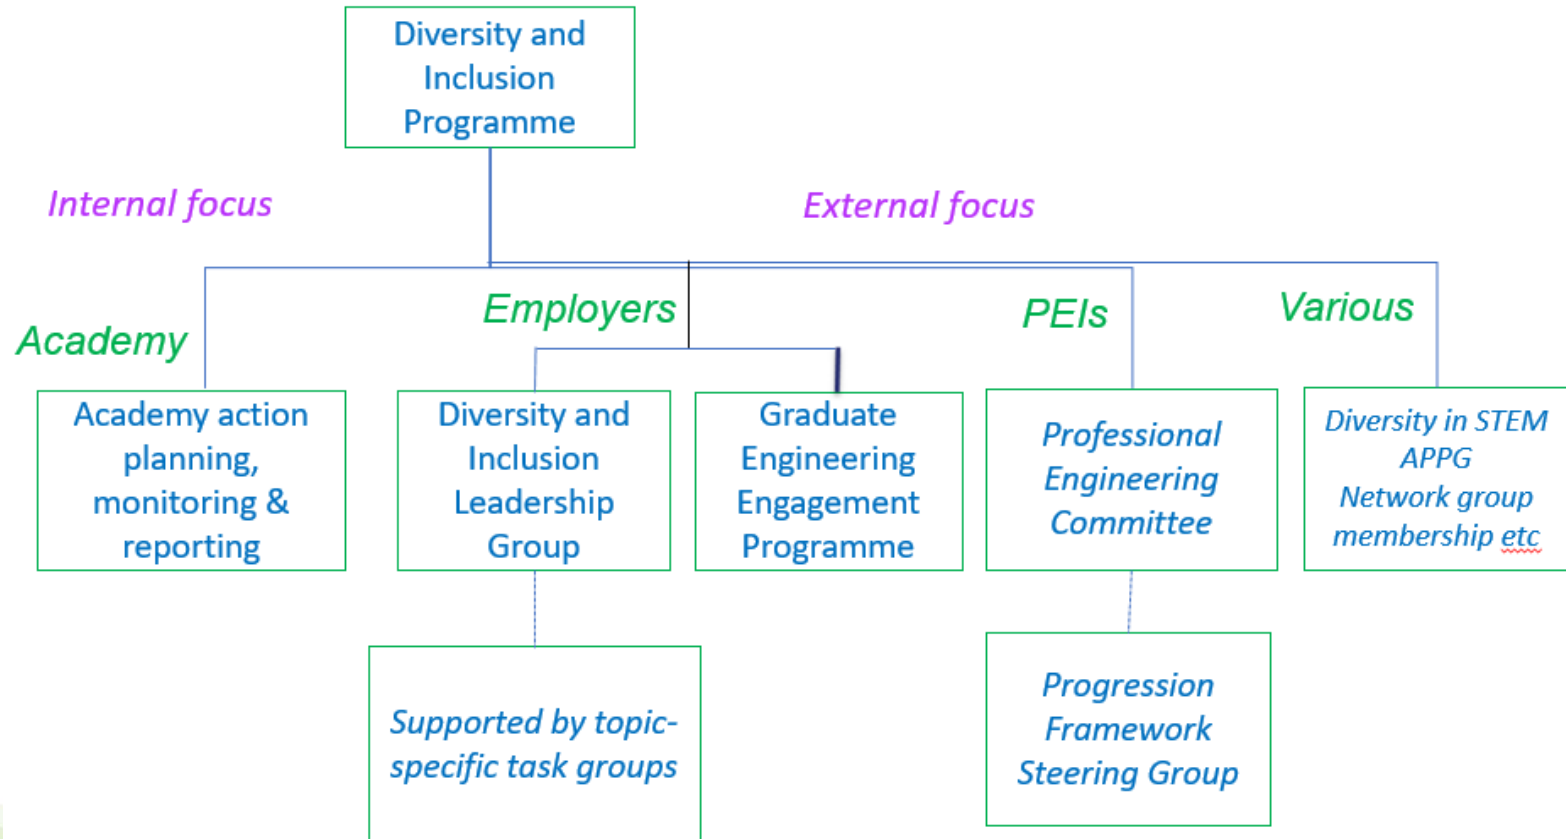 Diversity and
Inclusion
Programme
Internal focus
External focus
Academy
Employers
PEIs
Various
Academy action
planning,
monitoring &
reporting
Diversity and
Inclusion
Leadership
Group
Graduate
Engineering
Engagement
Programme
Professional
Engineering
Committee
Diversity in STEM
APPG
Network group
membership etc
Supported by topic-
specific task groups
Progression
Framework
Steering Group